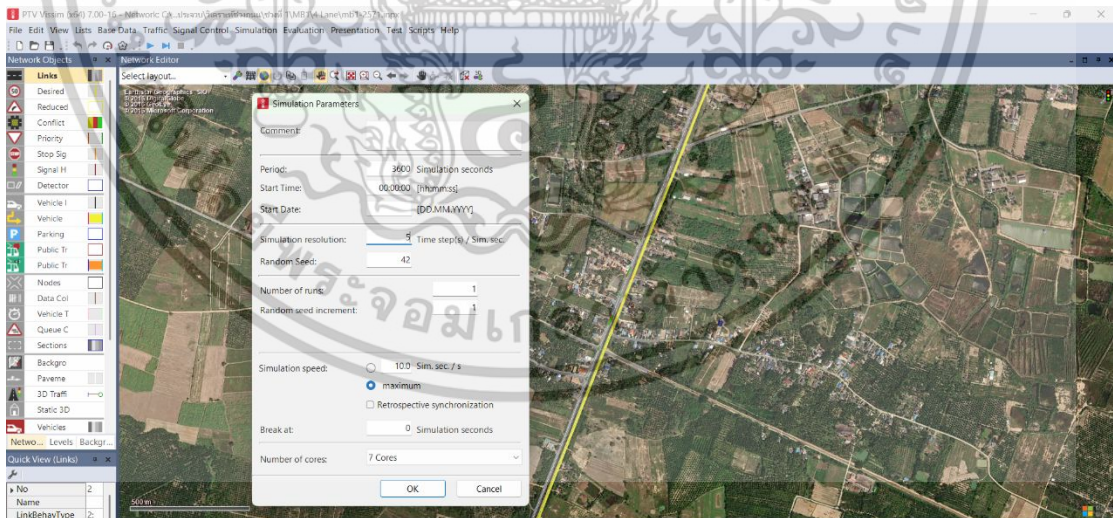 PTV Vissim (x64) 7.00-16 - Network: C:\...
File Edit View Lists Base Data Traffic Signal Control Simulation Evaluation Presentation Test Scripts Help
Network Objects
Network Editor
Select layout...
Links
Desired
Reduced
Conflict
Priority
Stop Sig
Signal H
Detector
Vehicle I
Vehicle
Parking
Public Tr
Public Tr
Nodes
Data Col
Vehicle T
Queue C
Sections
Backgro
Paveme
3D Traffi
Static 3D
Vehicles
Netwo... Levels Backgr...
Quick View (Links)
No 2
Name
LinkBehavType 2:
Simulation Parameters
Comment:
Period: 3600 Simulation seconds
Start Time: 00:00:00 [hh:mm:ss]
Start Date: [DD.MM.YYYY]
Simulation resolution: 5 Time step(s) / Sim. sec.
Random Seed: 42
Number of runs: 1
Random seed increment: 1
Simulation speed: 10.0 Sim. sec. / s
maximum
Retrospective synchronization
Break at: 0 Simulation seconds
Number of cores: 7 Cores
OK Cancel
500 m